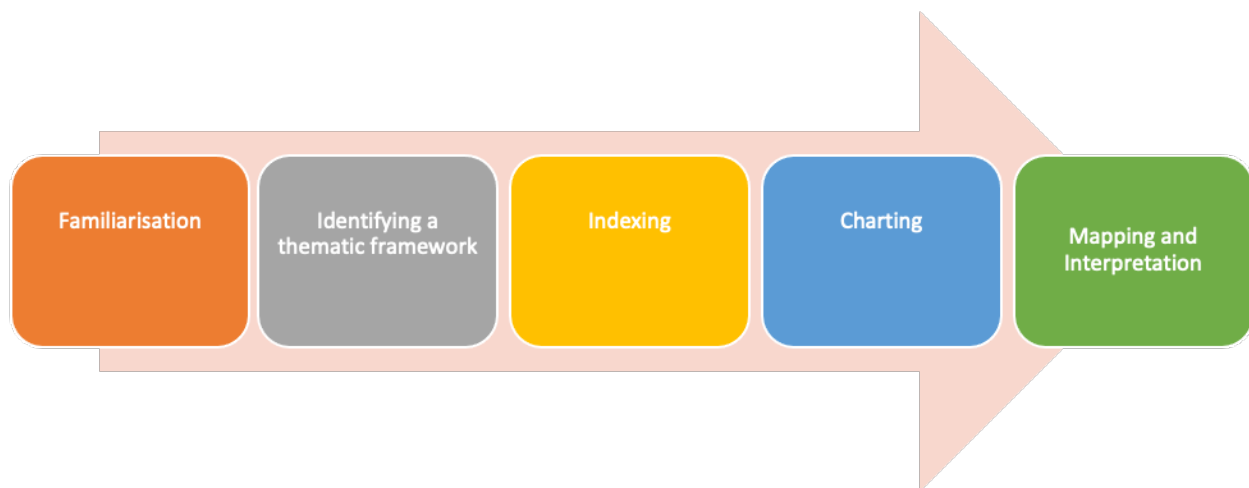 Familiarisation
Identifying a
thematic framework
Indexing
Charting
Mapping and
Interpretation